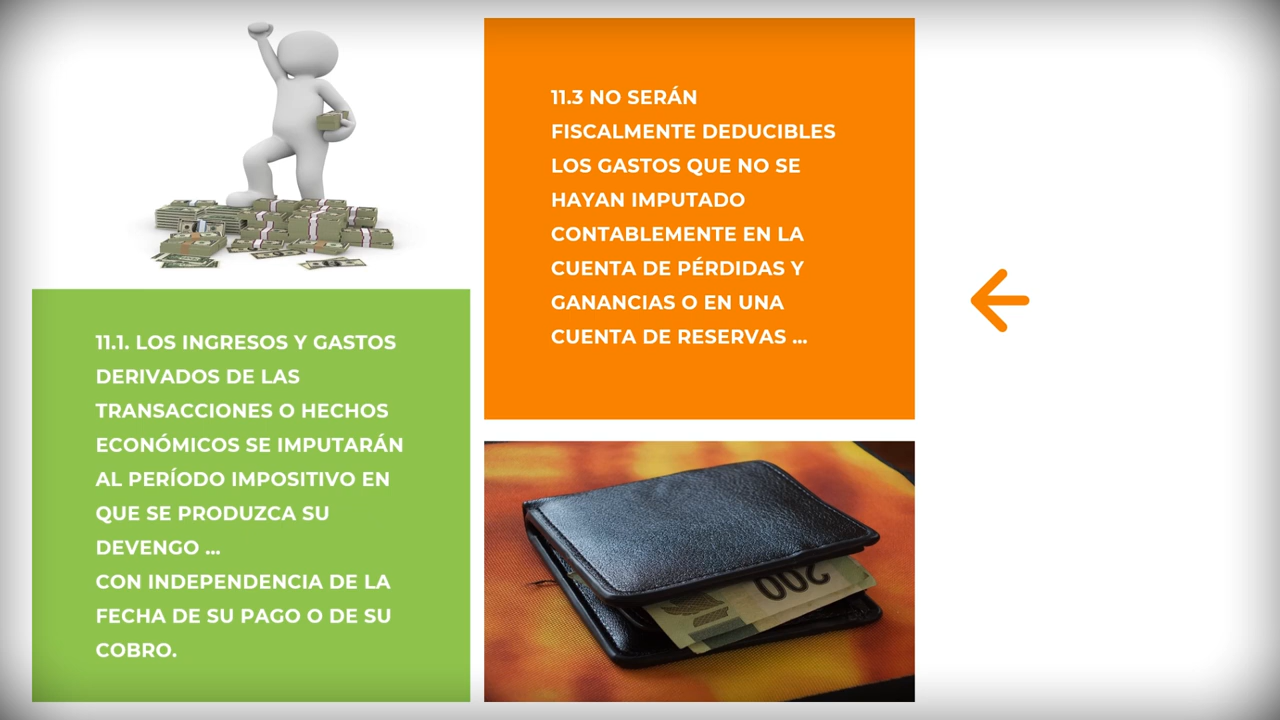 11.3 NO SERÁN
FISCALMENTE DEDUCIBLES
LOS GASTOS QUE NO SE
HAYAN IMPUTADO
CONTABLEMENTE EN LA
CUENTA DE PÉRDIDAS Y
GANANCIAS O EN UNA
CUENTA DE RESERVAS ...
11.1. LOS INGRESOS Y GASTOS
DERIVADOS DE LAS
TRANSACCIONES O HECHOS
ECONÓMICOS SE IMPUTARÁN
AL PERÍODO IMPOSITIVO EN
QUE SE PRODUZCA SU
DEVENGO ...
CON INDEPENDENCIA DE LA
FECHA DE SU PAGO O DE SU
COBRO.
200